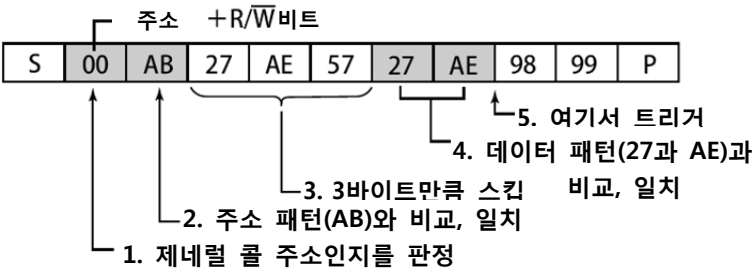 주소 +R/W̅비트
S 00 AB 27 AE 57 27 AE 98 99 P
5. 여기서 트리거
4. 데이터 패턴(27과 AE)과
비교, 일치
3. 3바이트만큼 스킵
2. 주소 패턴(AB)와 비교, 일치
1. 제네럴 콜 주소인지를 판정